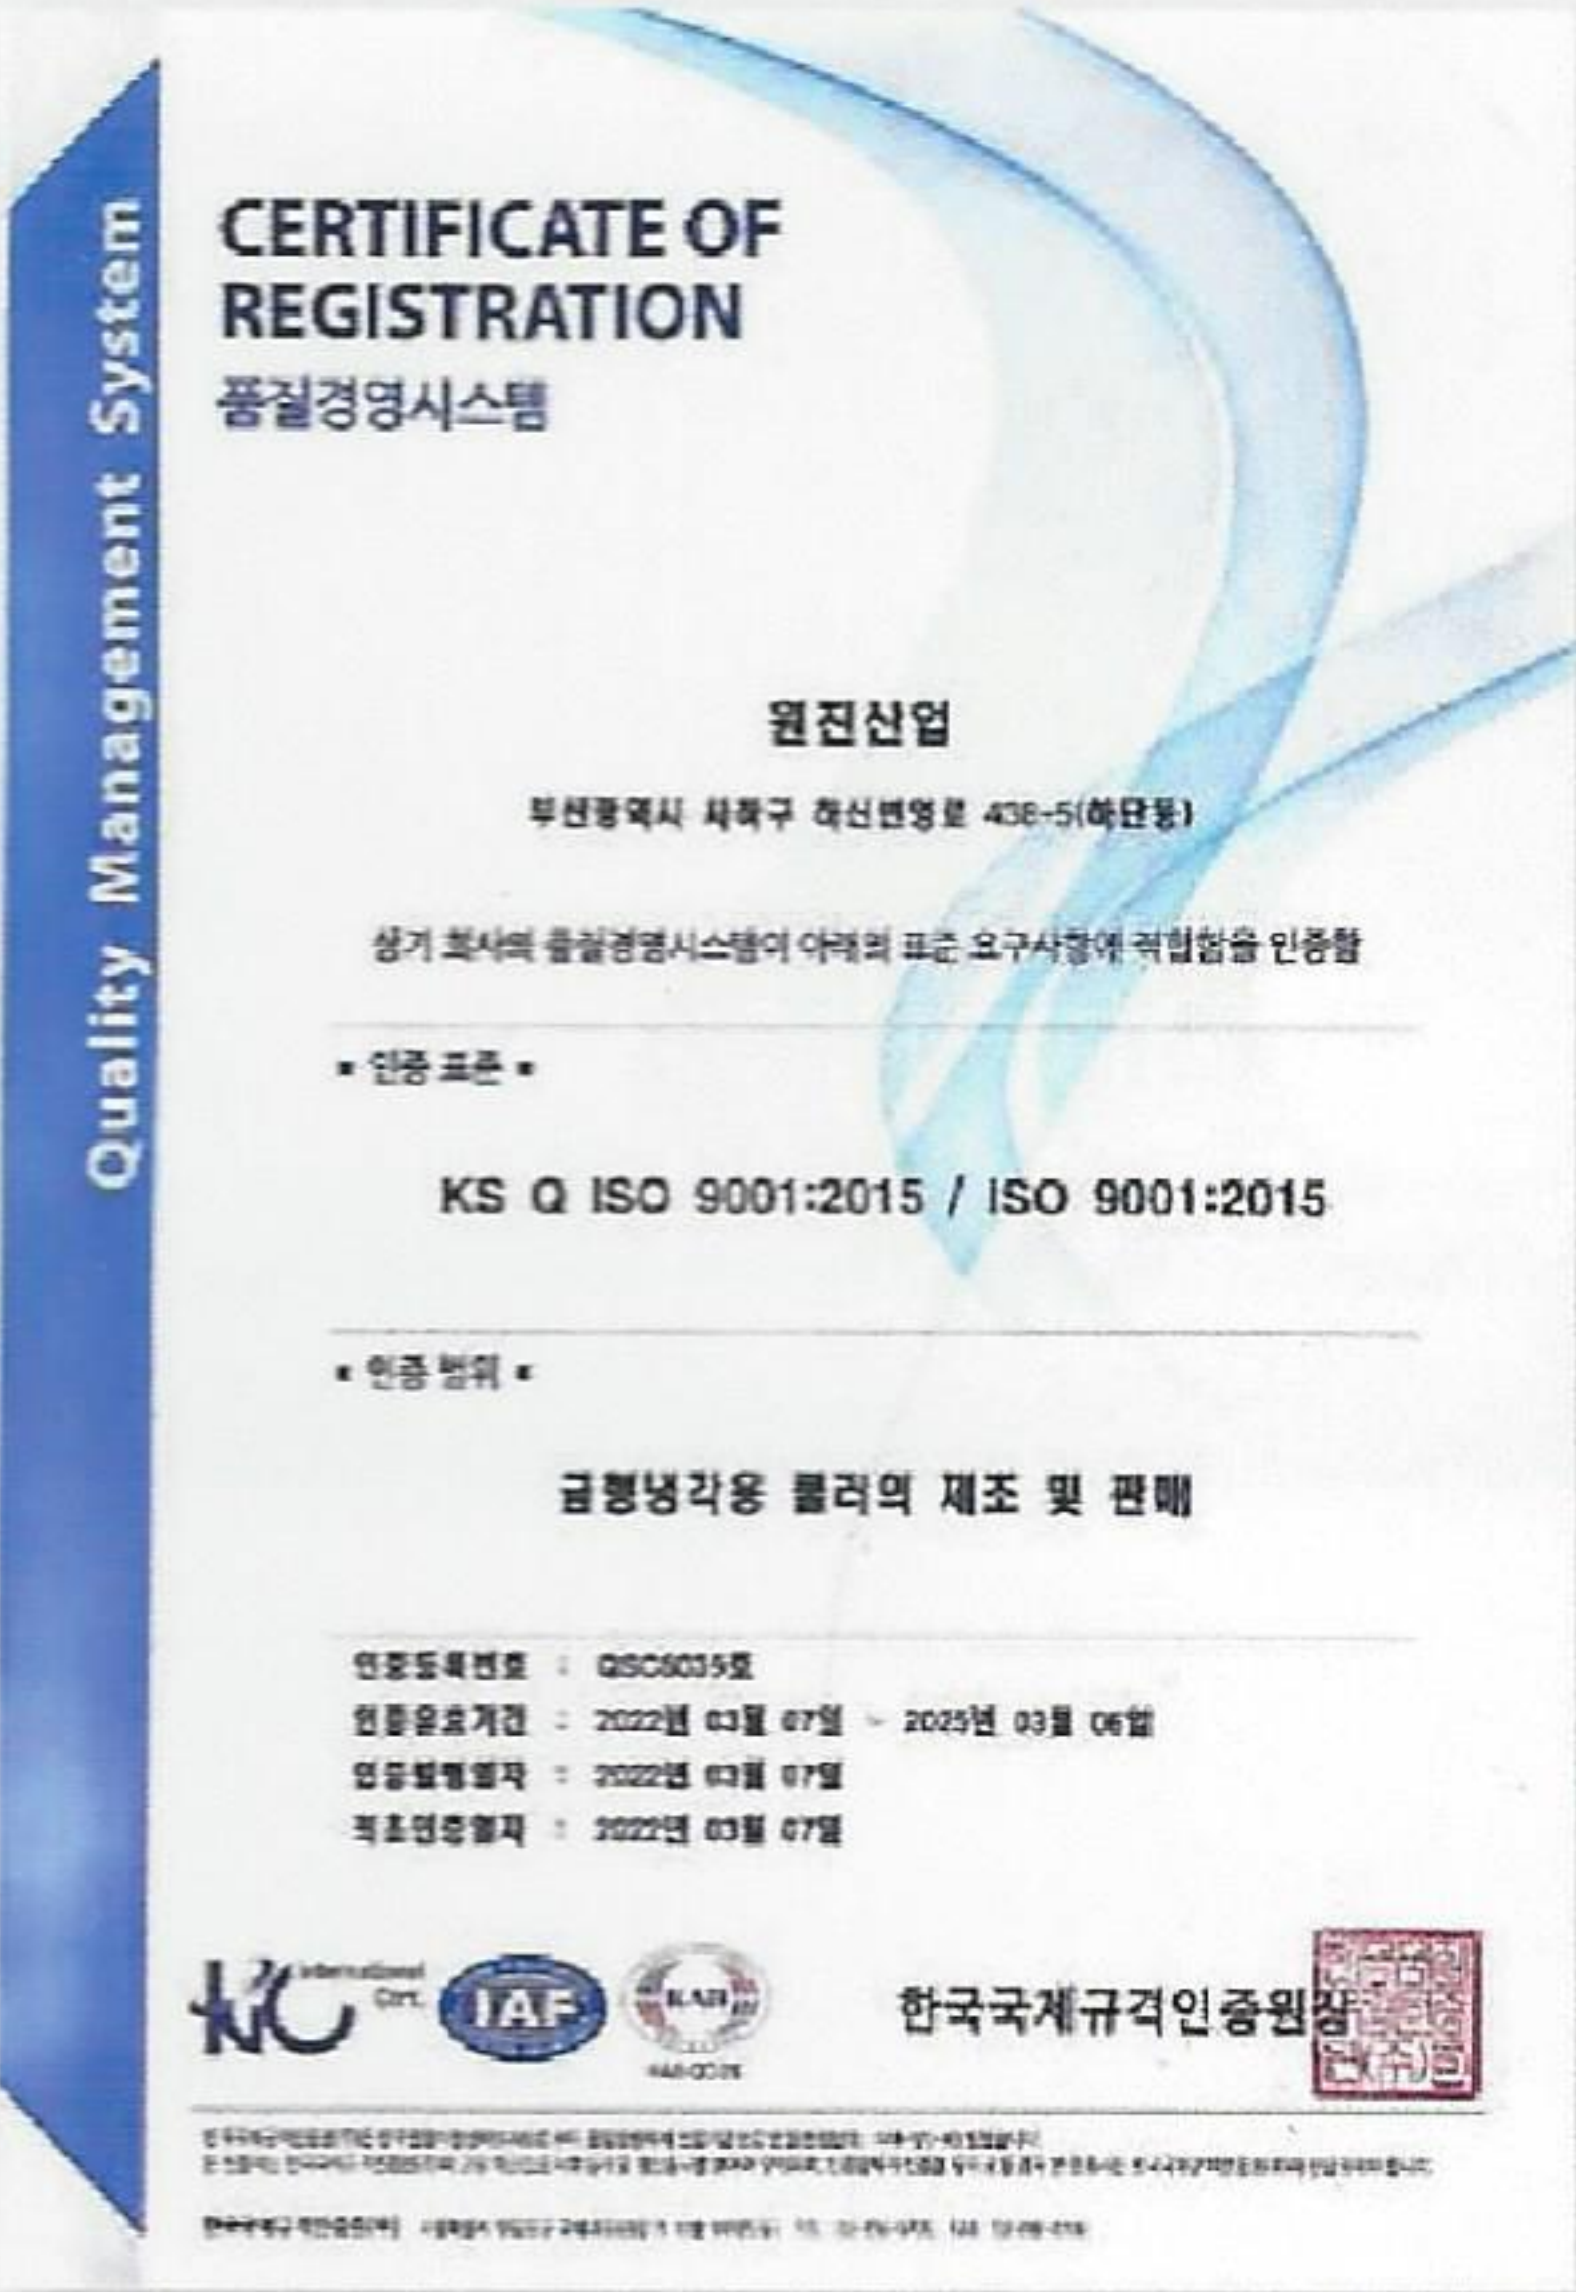 Quality Management System
CERTIFICATE OF
REGISTRATION
품질경영시스템
원진산업
부산광역시 사하구 하신번영로 438-5(하단동)
상기 회사의 품질경영시스템이 아래의 표준 요구사항에 적합함을 인증함
▪ 인증 표준 ▪
KS Q ISO 9001:2015 / ISO 9001:2015
▪ 인증 범위 ▪
금형냉각용 쿨러의 제조 및 판매
인증등록번호 :
인증유효기간 : 2022년 03월 07일 ~ 2025년 03월 06일
인증발행일자 : 2022년 03월 07일
최초인증일자 : 2022년 03월 07일
International
Cert.
IAF
KAB
한국국제규격인증원장